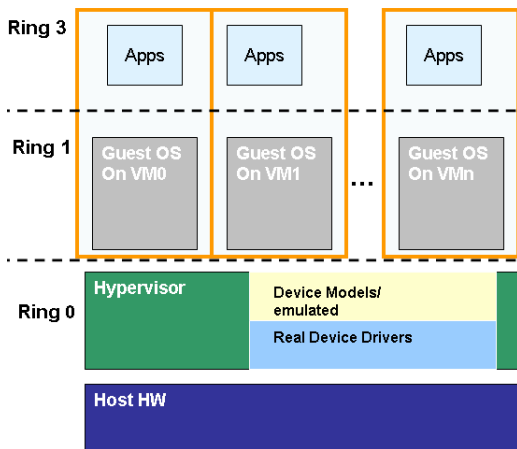 Ring 3
Apps
Apps
Apps
Ring 1
Guest OS
On VM0
Guest OS
On VM1
...
Guest OS
On VMn
Ring 0
Hypervisor
Device Models/
emulated
Real Device Drivers
Host HW